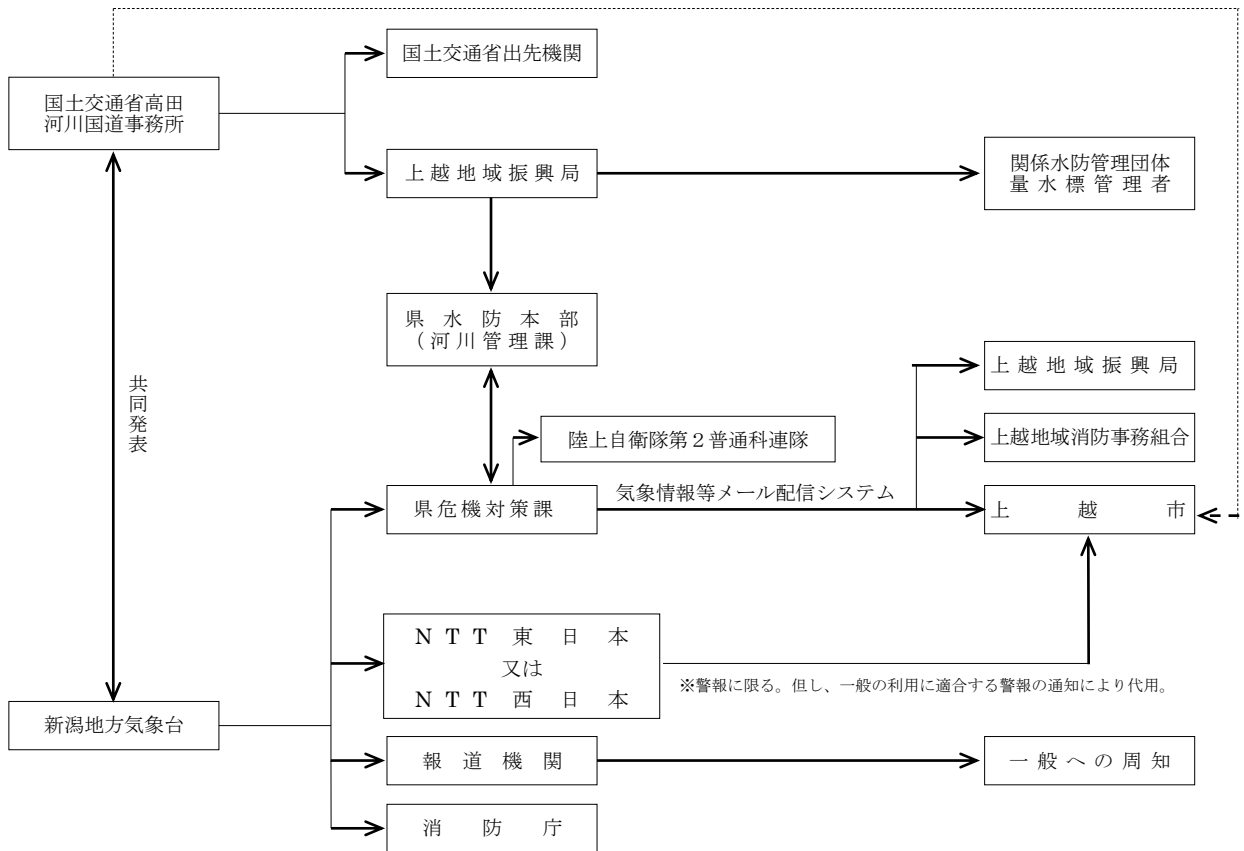 国土交通省出先機関
国土交通省高田
河川国道事務所
上越地域振興局
関係水防管理団体
量水標管理者
県水防本部
（河川管理課）
共同発表
上越地域振興局
陸上自衛隊第２普通科連隊
上越地域消防事務組合
県危機対策課
気象情報等メール配信システム
上越市
ＮＴＴ東日本
又は
ＮＴＴ西日本
※警報に限る。但し、一般の利用に適合する警報の通知により代用。
新潟地方気象台
報道機関
一般への周知
消防庁